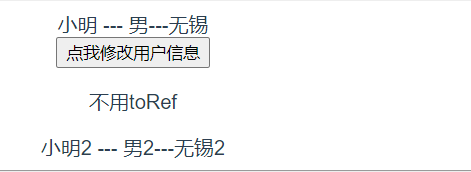 小明 --- 男---无锡
点我修改用户信息
不用toRef
小明2 --- 男2---无锡2